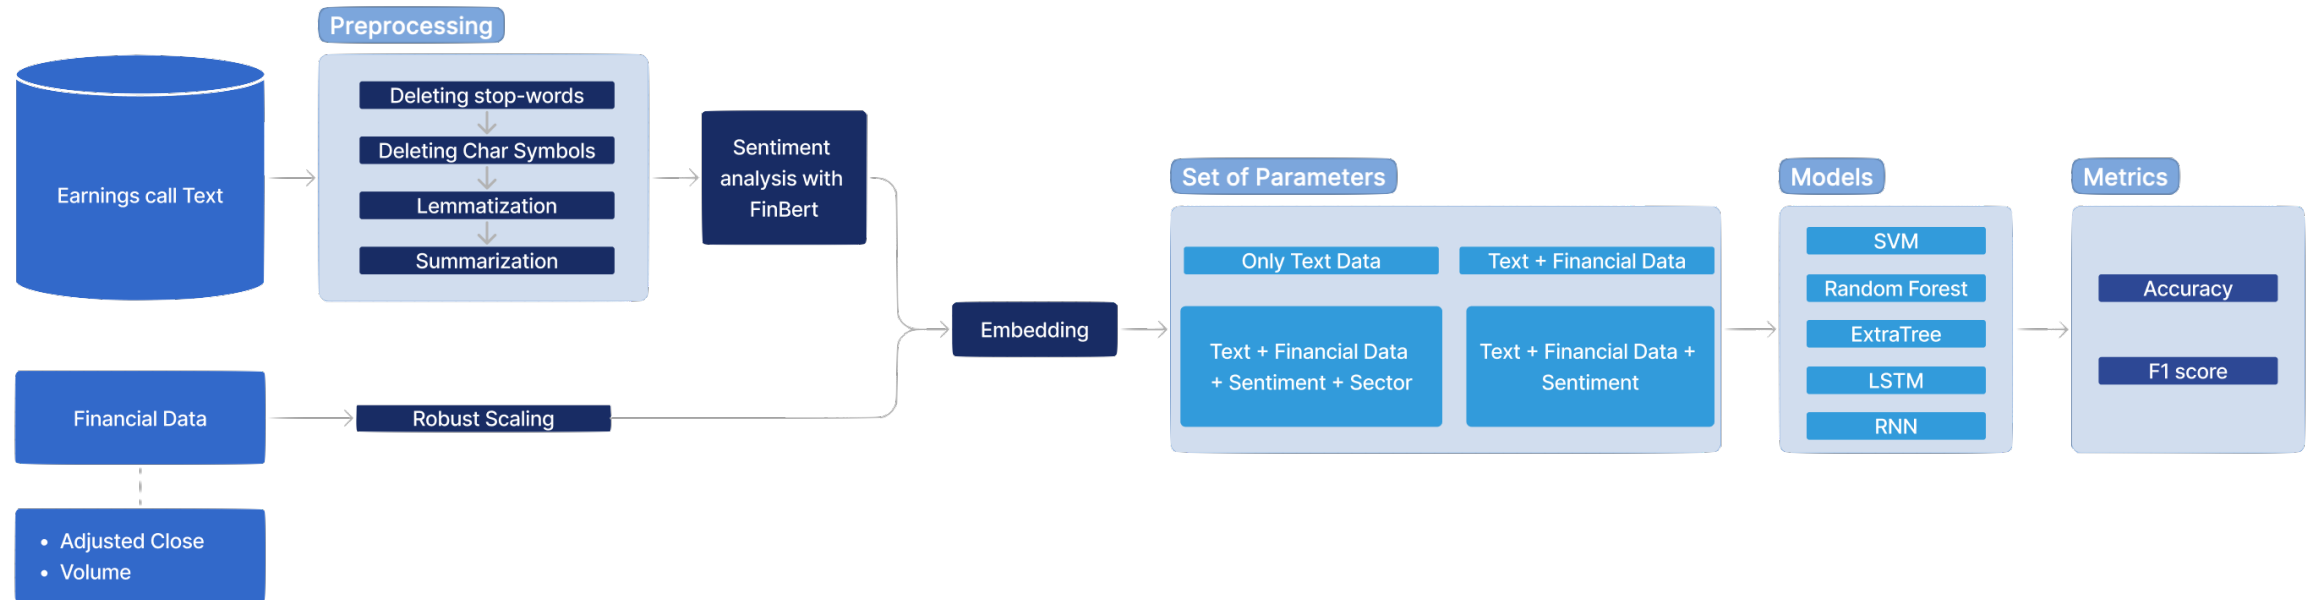 Preprocessing
Earnings call Text
Deleting stop-words
Deleting Char Symbols
Lemmatization
Summarization
Sentiment
analysis with
FinBert
Financial Data
Robust Scaling
• Adjusted Close
• Volume
Embedding
Set of Parameters
Only Text Data
Text + Financial Data
Text + Financial Data
+ Sentiment + Sector
Text + Financial Data +
Sentiment
Models
SVM
Random Forest
ExtraTree
LSTM
RNN
Metrics
Accuracy
F1 score